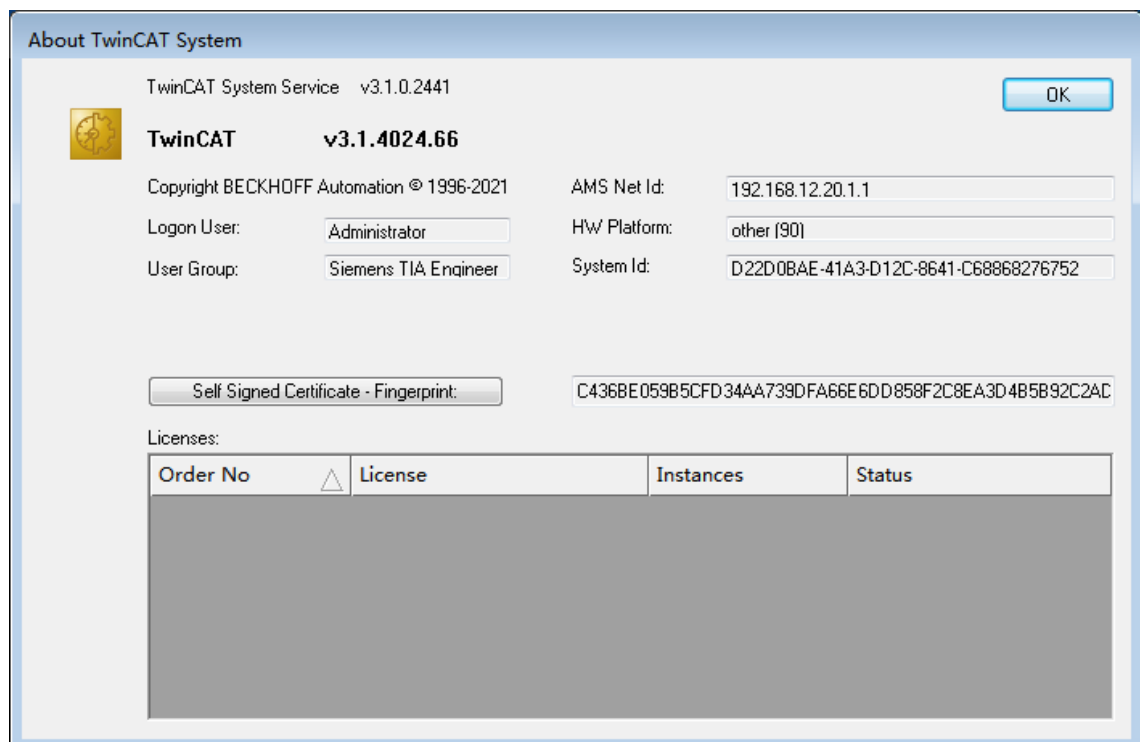 About TwinCAT System
TwinCAT System Service v3.1.0.2441
OK
TwinCAT v3.1.4024.66
Copyright BECKHOFF Automation © 1996-2021
AMS Net Id: 192.168.12.20.1.1
Logon User: Administrator
HW Platform: other (90)
User Group: Siemens TIA Engineer
System Id: D22D0BAE-41A3-D12C-8641-C68868276752
Self Signed Certificate - Fingerprint: C436BE059B5CFD34AA739DFA66E6DD858F2C8EA3D4B5B92C2AD
Licenses:
Order No License Instances Status